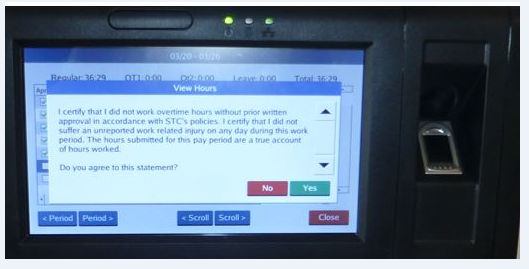 03/20 - 03/26
Regular: 36:29 OT1: 0:00 Ot2: 0:00 Leave: 0:00 Total: 36:29
View Hours
I certify that I did not work overtime hours without prior written
approval in accordance with STC's policies. I certify that I did not
suffer an unreported work related injury on any day during this work
period. The hours submitted for this pay period are a true account
of hours worked.
Do you agree to this statement?
No Yes
< Period Period > < Scroll Scroll > Close